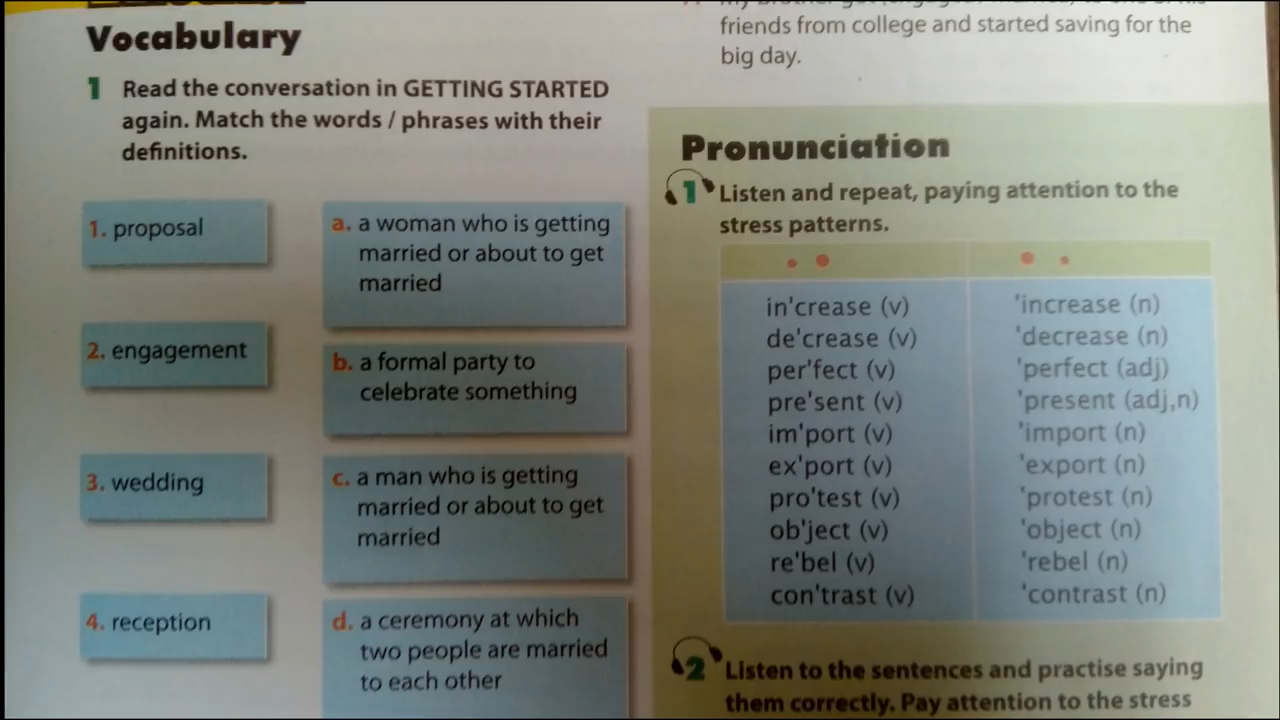 Vocabulary
1 Read the conversation in GETTING STARTED
again. Match the words / phrases with their
definitions.
1. proposal
a. a woman who is getting
married or about to get
married
2. engagement
b. a formal party to
celebrate something
3. wedding
c. a man who is getting
married or about to get
married
4. reception
d. a ceremony at which
two people are married
to each other
friends from college and started saving for the
big day.
Pronunciation
1 Listen and repeat, paying attention to the
stress patterns.
in'crease (v) 'increase (n)
de'crease (v) 'decrease (n)
per'fect (v) 'perfect (adj)
pre'sent (v) 'present (adj,n)
im'port (v) 'import (n)
ex'port (v) 'export (n)
pro'test (v) 'protest (n)
ob'ject (v) 'object (n)
re'bel (v) 'rebel (n)
con'trast (v) 'contrast (n)
2 Listen to the sentences and practise saying
them correctly. Pay attention to the stress